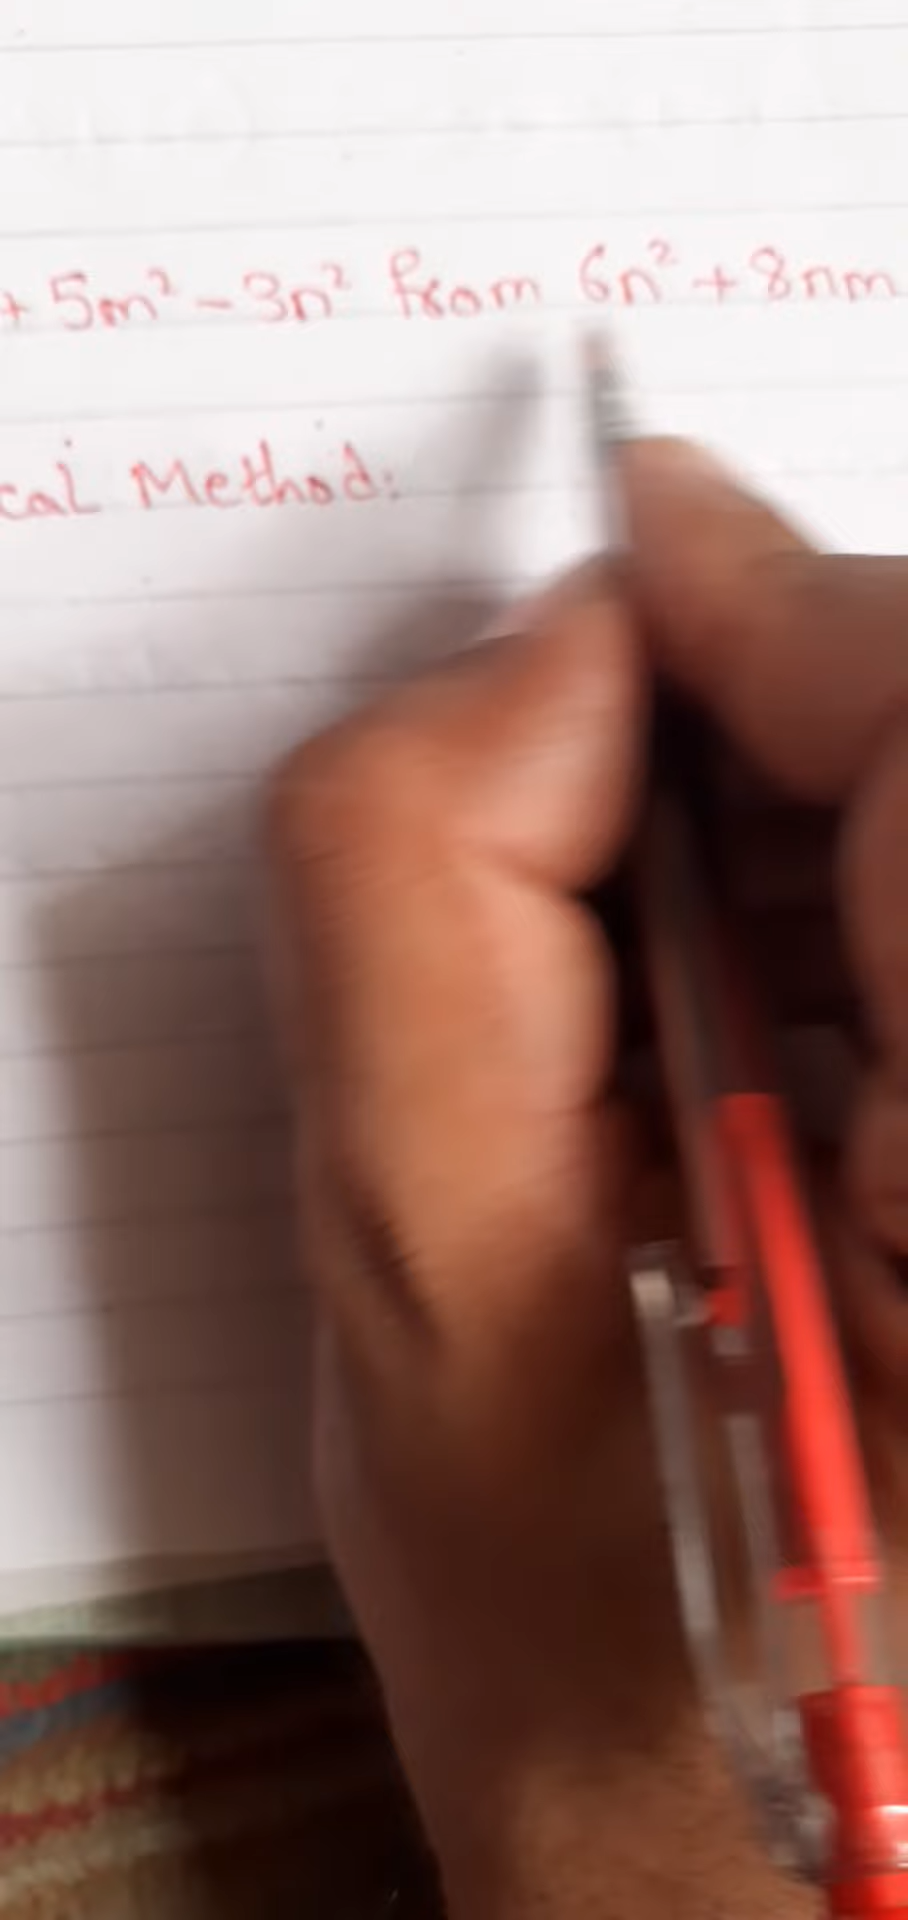 + 5m² - 3n² from 6n² + 8nm
cal Method: